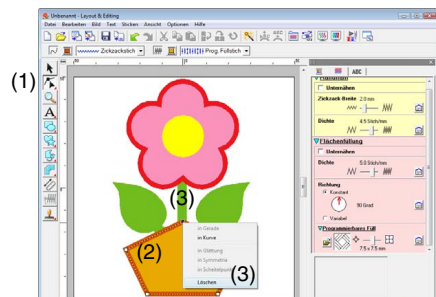 Unbenannt - Layout & Editing
Datei Bearbeiten Bild Text Sticken Ansicht Optionen Hilfe
Zickzackstich
Prog. Füllstich
(1)
ABC
Umrandung
Unternähen
Zickzack-Breite 2.0 mm
Dichte 4.5 Stich/mm
Flächenfüllung
Unternähen
Dichte 5.0 Stich/mm
Richtung
Konstant
90 Grad
Variabel
Programmierbares Füll
7.5 x 7.5 mm
(3)
(2)
in Gerade
in Kurve
in Glättung
in Symmetrie
in Scheitelpunkt
(3)
Löschen
A